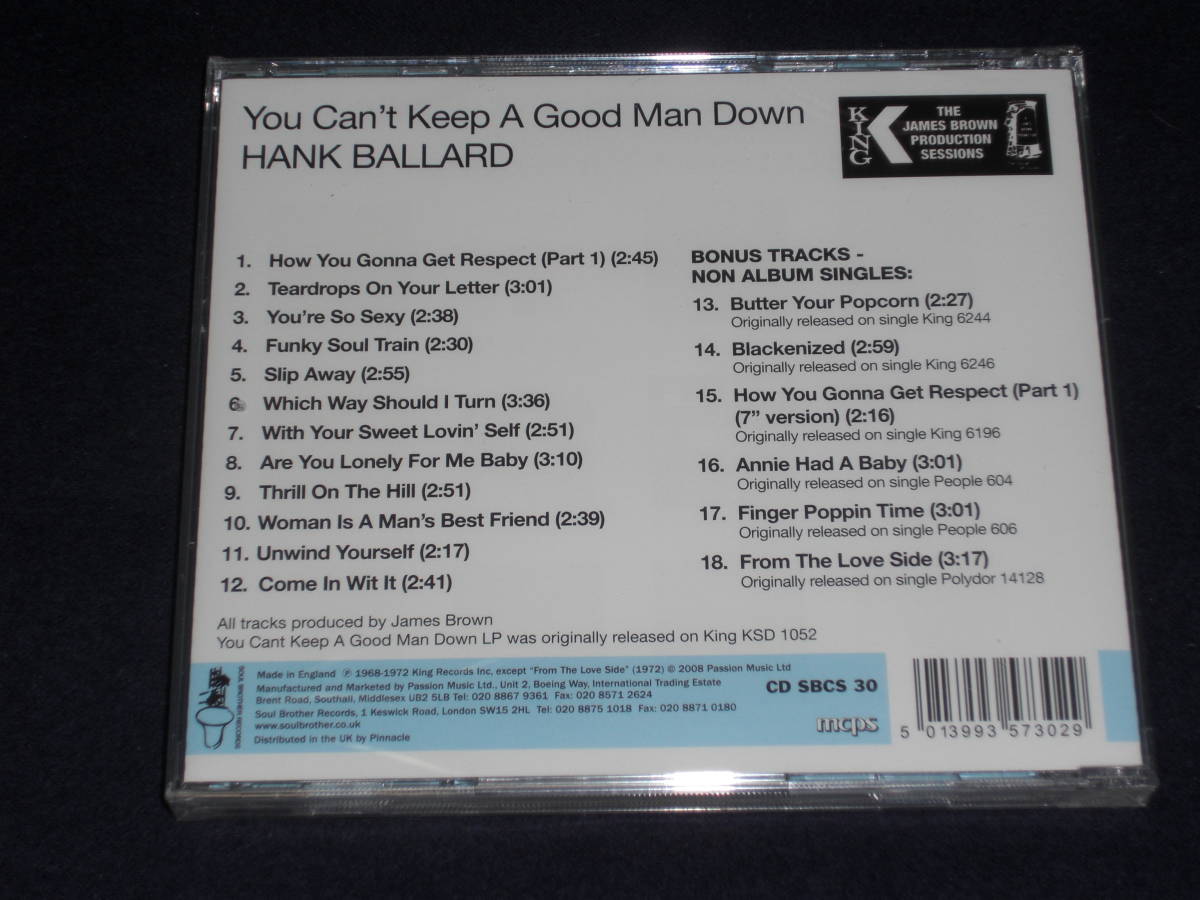 You Can't Keep A Good Man Down
HANK BALLARD
KING
THE
JAMES BROWN
PRODUCTION
SESSIONS
1. How You Gonna Get Respect (Part 1) (2:45)
2. Teardrops On Your Letter (3:01)
3. You're So Sexy (2:38)
4. Funky Soul Train (2:30)
5. Slip Away (2:55)
6. Which Way Should I Turn (3:36)
7. With Your Sweet Lovin' Self (2:51)
8. Are You Lonely For Me Baby (3:10)
9. Thrill On The Hill (2:51)
10. Woman Is A Man's Best Friend (2:39)
11. Unwind Yourself (2:17)
12. Come In Wit It (2:41)
BONUS TRACKS -
NON ALBUM SINGLES:
13. Butter Your Popcorn (2:27)
Originally released on single King 6244
14. Blackenized (2:59)
Originally released on single King 6246
15. How You Gonna Get Respect (Part 1)
(7" version) (2:16)
Originally released on single King 6196
16. Annie Had A Baby (3:01)
Originally released on single People 604
17. Finger Poppin Time (3:01)
Originally released on single People 606
18. From The Love Side (3:17)
Originally released on single Polydor 14128
All tracks produced by James Brown
You Cant Keep A Good Man Down LP was originally released on King KSD 1052
SOUL BROTHER RECORDS
Made in England ℗ 1968-1972 King Records Inc, except "From The Love Side" (1972) © 2008 Passion Music Ltd
Manufactured and Marketed by Passion Music Ltd., Unit 2, Boeing Way, International Trading Estate
Brent Road, Southall, Middlesex UB2 5LB Tel: 020 8867 9361 Fax: 020 8571 2624
Soul Brother Records, 1 Keswick Road, London SW15 2HL Tel: 020 8875 1018 Fax: 020 8871 0180
www.soulbrother.co.uk
Distributed in the UK by Pinnacle
CD SBCS 30
mcps
5 013993 573029